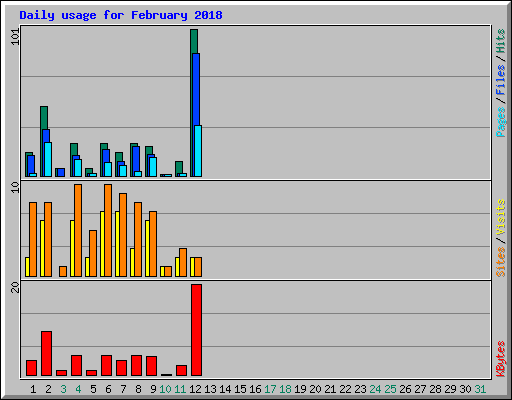 Daily usage for February 2018
101
Pages / Files / Hits
10
Sites / Visits
20
KBytes
1 2 3 4 5 6 7 8 9 10 11 12 13 14 15 16 17 18 19 20 21 22 23 24 25 26 27 28 29 30 31